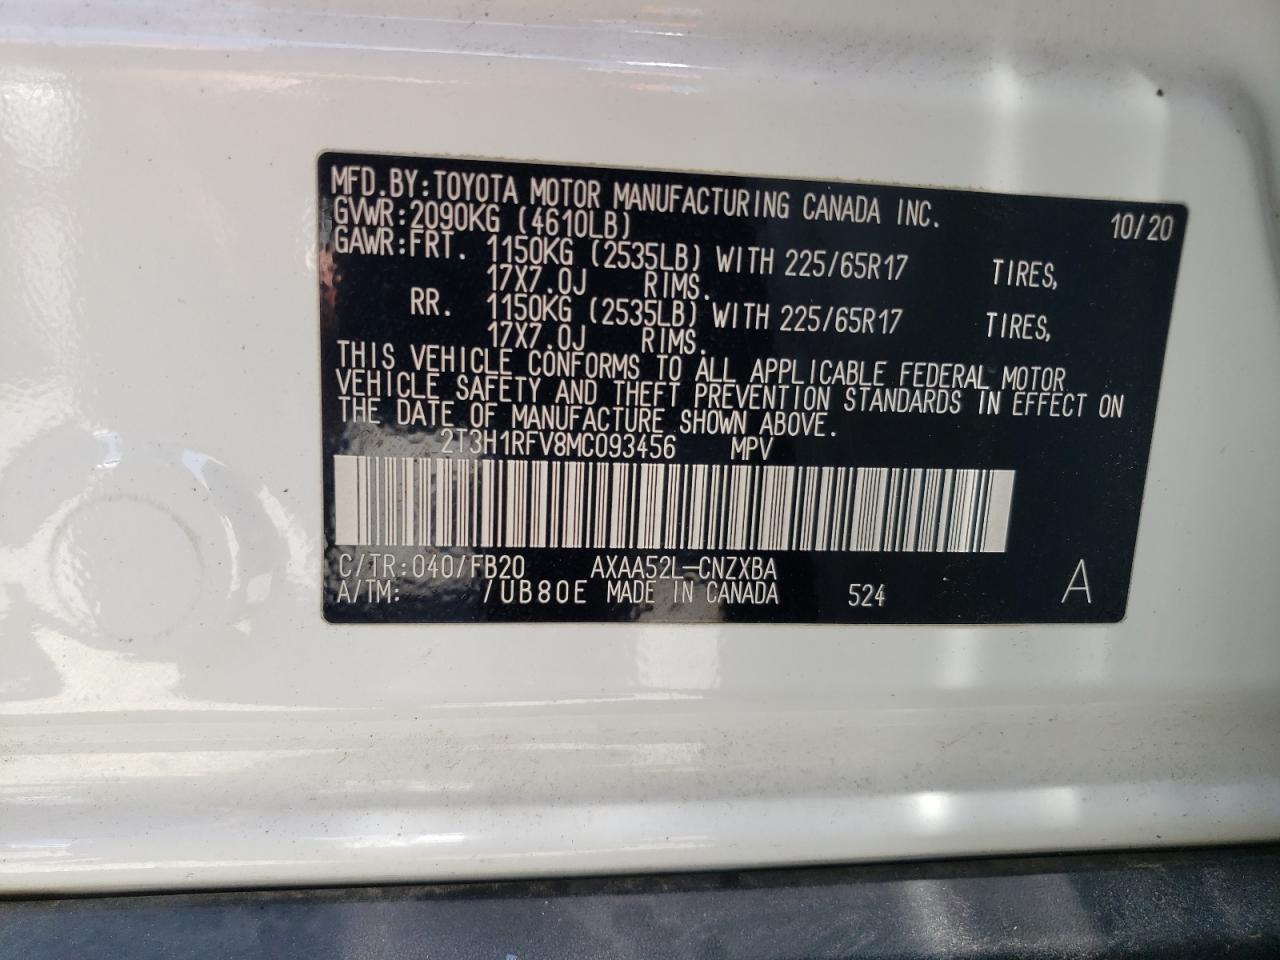 MFD.BY:TOYOTA MOTOR MANUFACTURING CANADA INC. 10/20
GVWR:2090KG (4610LB)
GAWR:FRT. 1150KG (2535LB) WITH 225/65R17 TIRES,
17X7.0J RIMS.
RR. 1150KG (2535LB) WITH 225/65R17 TIRES,
17X7.0J RIMS.
THIS VEHICLE CONFORMS TO ALL APPLICABLE FEDERAL MOTOR
VEHICLE SAFETY AND THEFT PREVENTION STANDARDS IN EFFECT ON
THE DATE OF MANUFACTURE SHOWN ABOVE.
2T3H1RFV8MC093456 MPV
C/TR:040/FB20 AXAA52L-CNZXBA
A/TM: /UB80E MADE IN CANADA 524 A